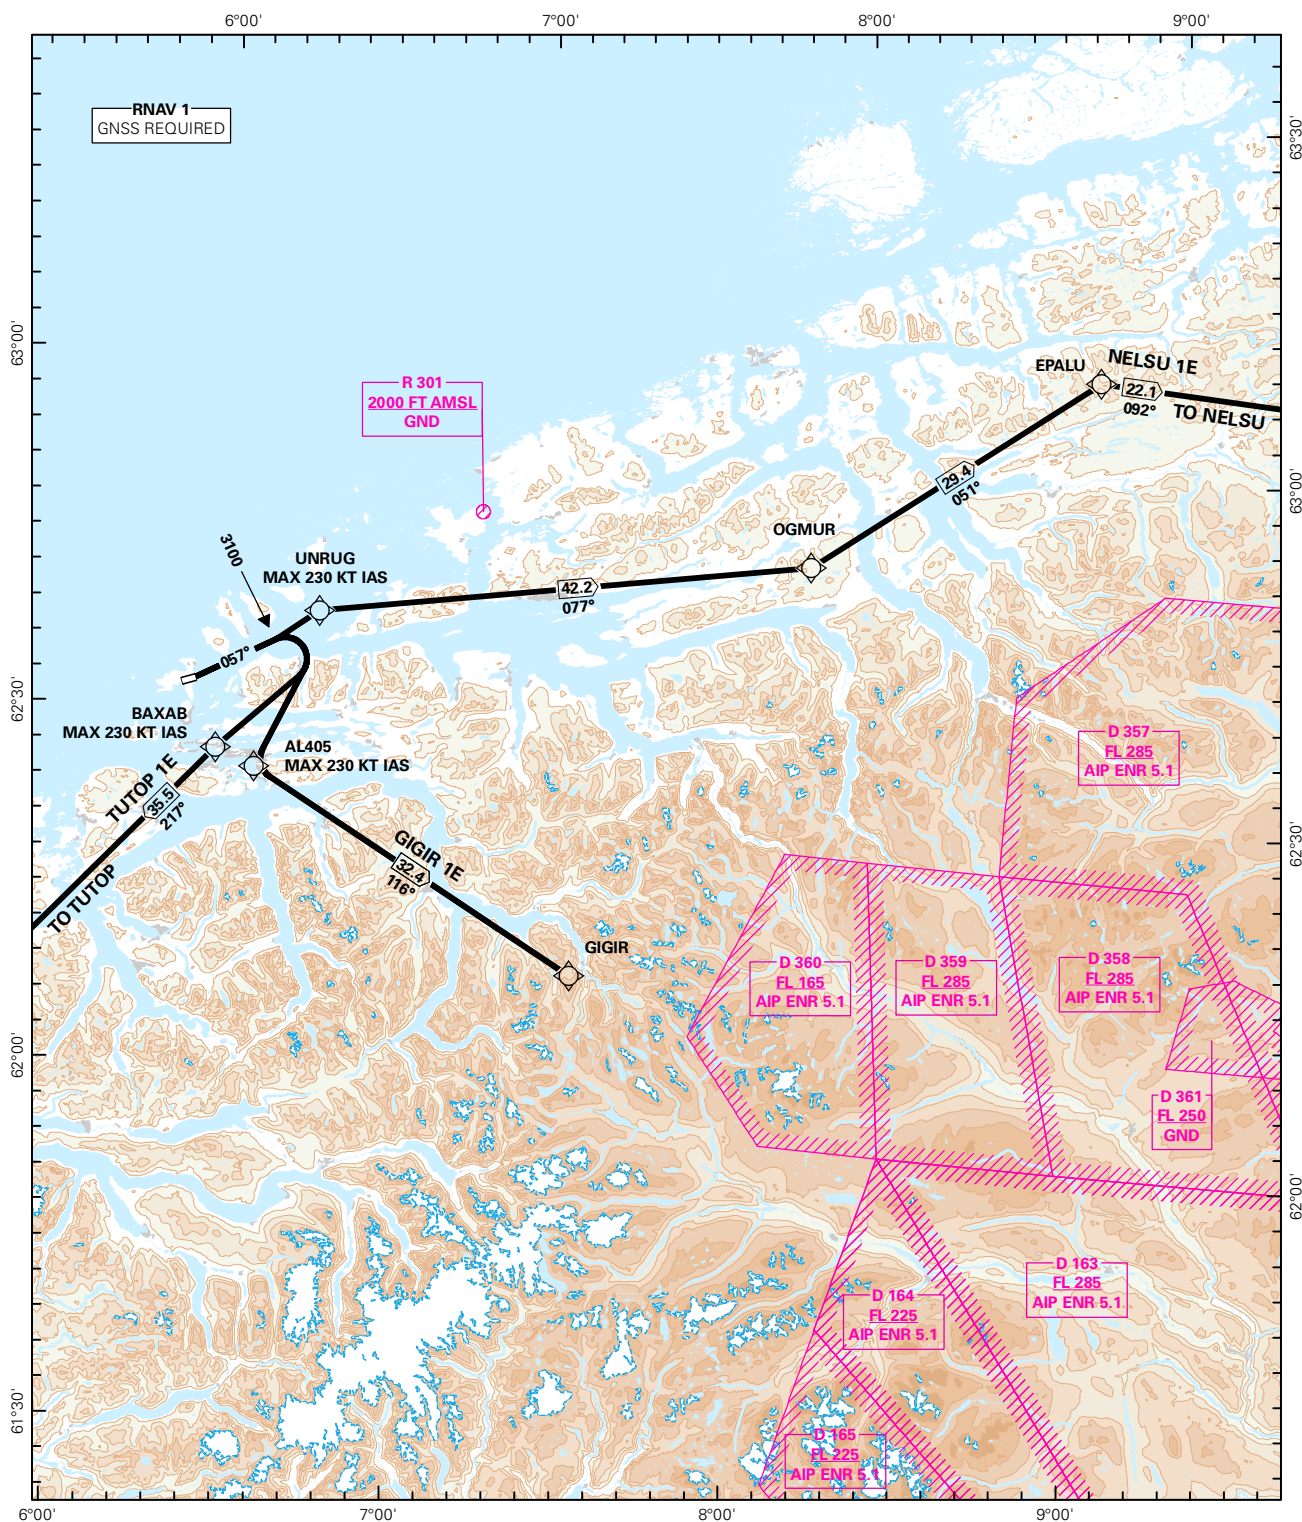 6°00'
7°00'
8°00'
9°00'
RNAV 1
GNSS REQUIRED
63°30'
63°00'
EPALU
NELSU 1E
22.1
092°
TO NELSU
R 301
2000 FT AMSL
GND
29.4
051°
63°00'
OGMUR
3100
UNRUG
MAX 230 KT IAS
42.2
077°
057°
62°30'
BAXAB
MAX 230 KT IAS
AL405
MAX 230 KT IAS
D 357
FL 285
AIP ENR 5.1
TUTOP 1E
35.5
217°
TO TUTOP
GIGIR 1E
32.4
116°
62°30'
GIGIR
D 360
FL 165
AIP ENR 5.1
D 359
FL 285
AIP ENR 5.1
D 358
FL 285
AIP ENR 5.1
62°00'
D 361
FL 250
GND
62°00'
D 163
FL 285
AIP ENR 5.1
D 164
FL 225
AIP ENR 5.1
61°30'
D 165
FL 225
AIP ENR 5.1
6°00'
7°00'
8°00'
9°00'